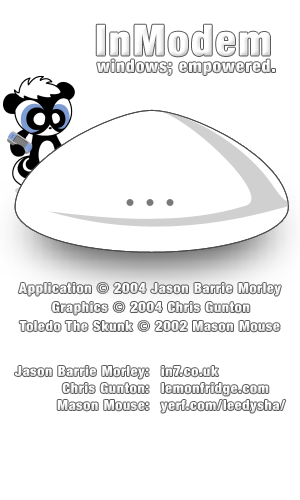 InModem
windows; empowered.
Application © 2004 Jason Barrie Morley
Graphics © 2004 Chris Gunton
Toledo The Skunk © 2002 Mason Mouse
Jason Barrie Morley: in7.co.uk
Chris Gunton: lemonfridge.com
Mason Mouse: yerf.com/leedysha/